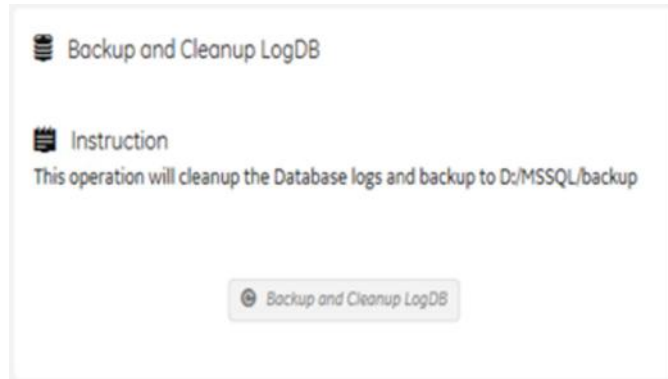 Backup and Cleanup LogDB
Instruction
This operation will cleanup the Database logs and backup to D:/MSSQL/backup
Backup and Cleanup LogDB